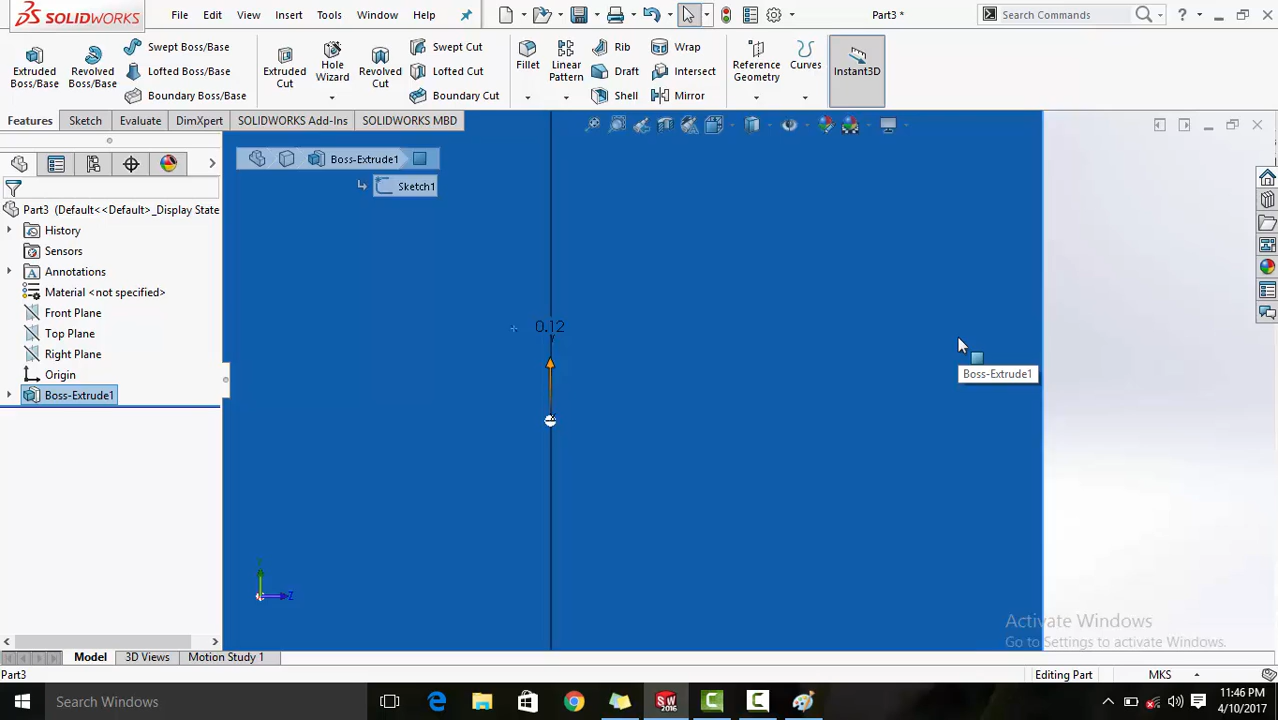 SOLIDWORKS
File
Edit
View
Insert
Tools
Window
Help
Part3 *
Search Commands
Extruded Boss/Base
Revolved Boss/Base
Swept Boss/Base
Lofted Boss/Base
Boundary Boss/Base
Extruded Cut
Hole Wizard
Revolved Cut
Swept Cut
Lofted Cut
Boundary Cut
Fillet
Linear Pattern
Rib
Draft
Shell
Wrap
Intersect
Mirror
Reference Geometry
Curves
Instant3D
Features
Sketch
Evaluate
DimXpert
SOLIDWORKS Add-Ins
SOLIDWORKS MBD
Boss-Extrude1
Sketch1
Part3 (Default<<Default>_Display State
History
Sensors
Annotations
Material <not specified>
Front Plane
Top Plane
Right Plane
Origin
Boss-Extrude1
0.12
Y
Boss-Extrude1
Y
Z
Activate Windows
Go to Settings to activate Windows.
Model
3D Views
Motion Study 1
Part3
Editing Part
MKS
Search Windows
SW
2016
11:46 PM
4/10/2017